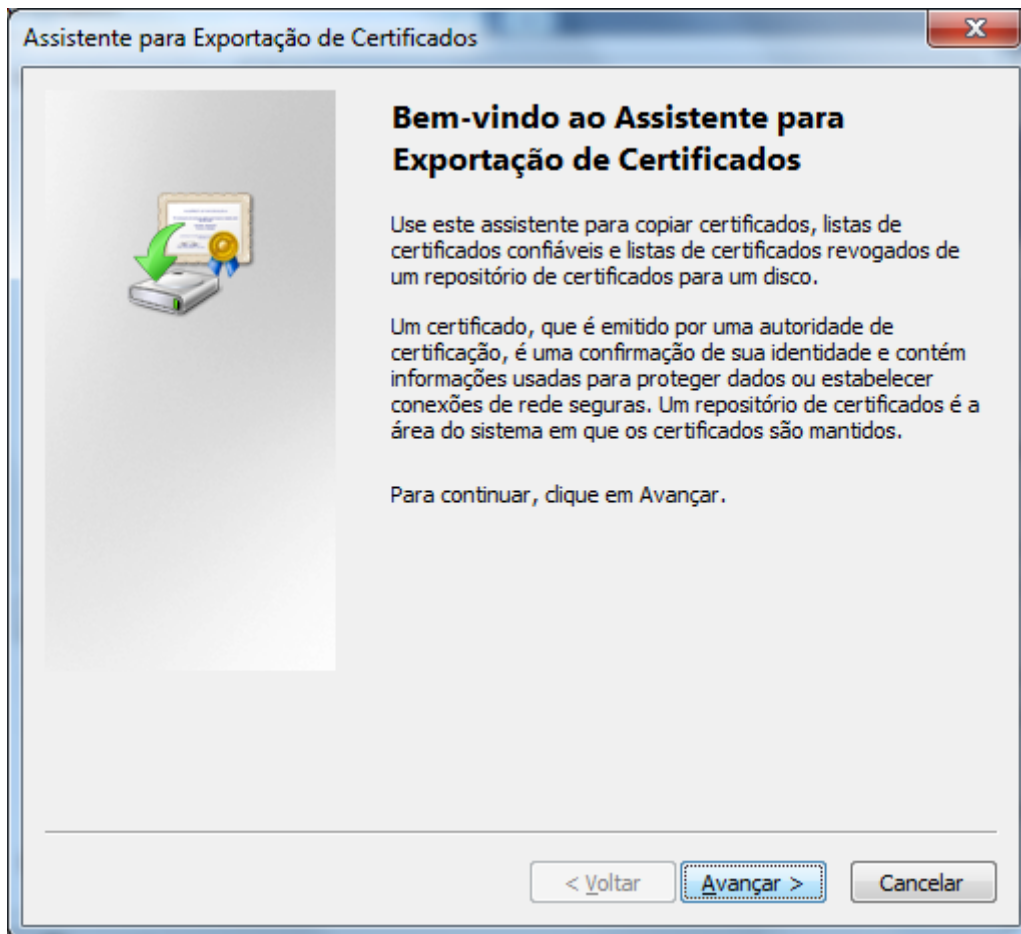 Assistente para Exportação de Certificados
Bem-vindo ao Assistente para
Exportação de Certificados
Use este assistente para copiar certificados, listas de
certificados confiáveis e listas de certificados revogados de
um repositório de certificados para um disco.
Um certificado, que é emitido por uma autoridade de
certificação, é uma confirmação de sua identidade e contém
informações usadas para proteger dados ou estabelecer
conexões de rede seguras. Um repositório de certificados é a
área do sistema em que os certificados são mantidos.
Para continuar, clique em Avançar.
< Voltar
Avançar >
Cancelar